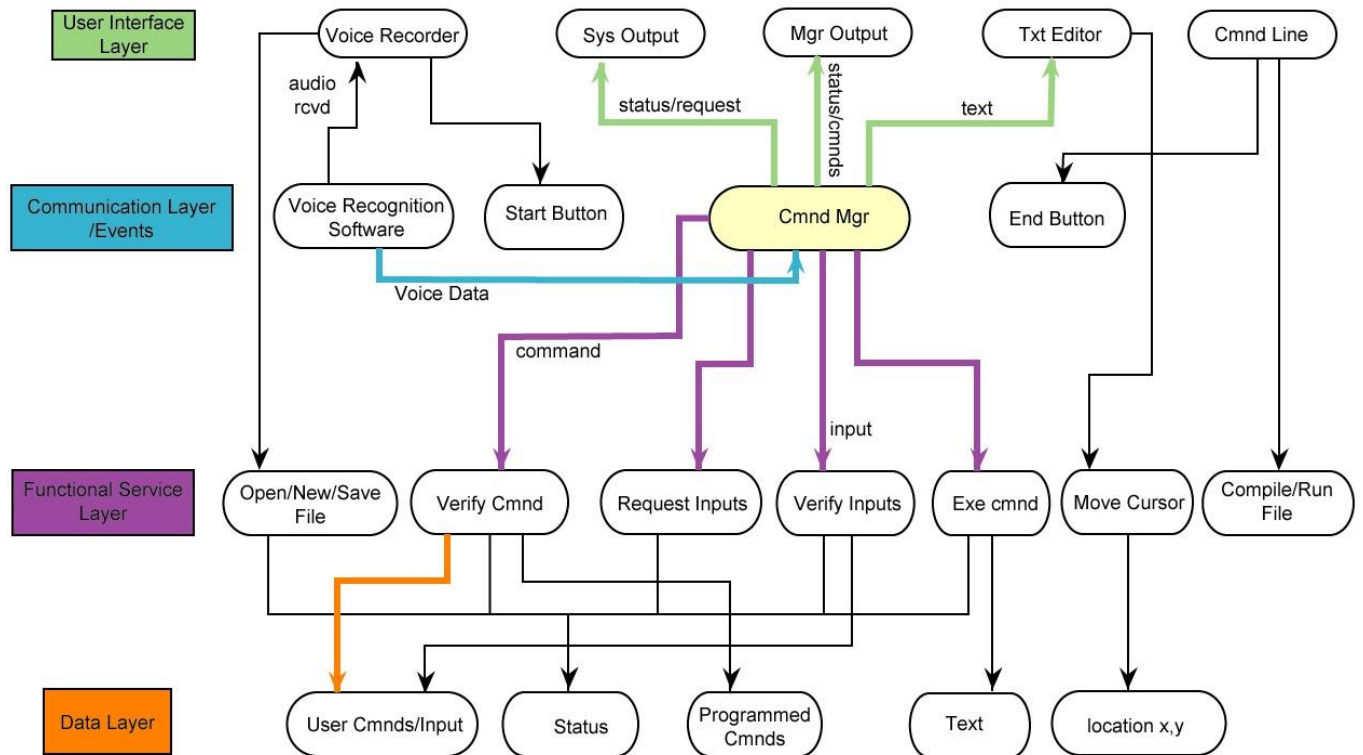 User Interface
Layer
Voice Recorder
Sys Output
Mgr Output
Txt Editor
Cmnd Line
audio
rcvd
status/request
status/cmnds
text
Communication Layer
/Events
Voice Recognition
Software
Start Button
Cmnd Mgr
End Button
Voice Data
command
input
Functional Service
Layer
Open/New/Save
File
Verify Cmnd
Request Inputs
Verify Inputs
Exe cmnd
Move Cursor
Compile/Run
File
Data Layer
User Cmnds/Input
Status
Programmed
Cmnds
Text
location x,y